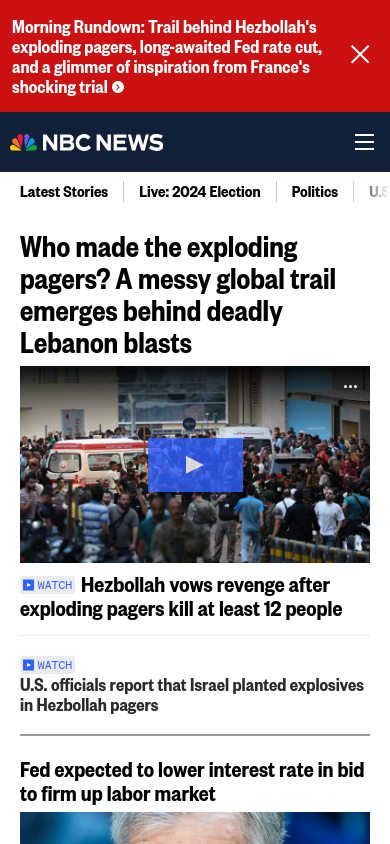 Morning Rundown: Trail behind Hezbollah's
exploding pagers, long-awaited Fed rate cut,
and a glimmer of inspiration from France's
shocking trial
NBC NEWS
Latest Stories
Live: 2024 Election
Politics
U.S.
Who made the exploding
pagers? A messy global trail
emerges behind deadly
Lebanon blasts
WATCH Hezbollah vows revenge after
exploding pagers kill at least 12 people
WATCH
U.S. officials report that Israel planted explosives
in Hezbollah pagers
Fed expected to lower interest rate in bid
to firm up labor market